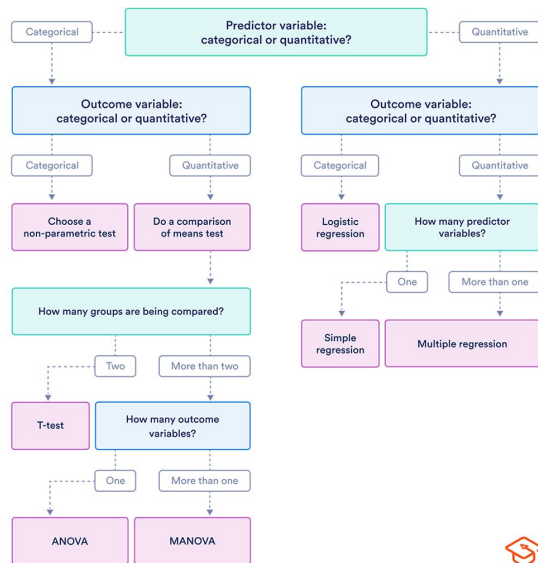 Predictor variable:
categorical or quantitative?
Categorical
Quantitative
Outcome variable:
categorical or quantitative?
Outcome variable:
categorical or quantitative?
Categorical
Quantitative
Categorical
Quantitative
Choose a
non-parametric test
Do a comparison
of means test
Logistic
regression
How many predictor
variables?
One
More than one
How many groups are being compared?
Simple
regression
Multiple regression
Two
More than two
T-test
How many outcome
variables?
One
More than one
ANOVA
MANOVA